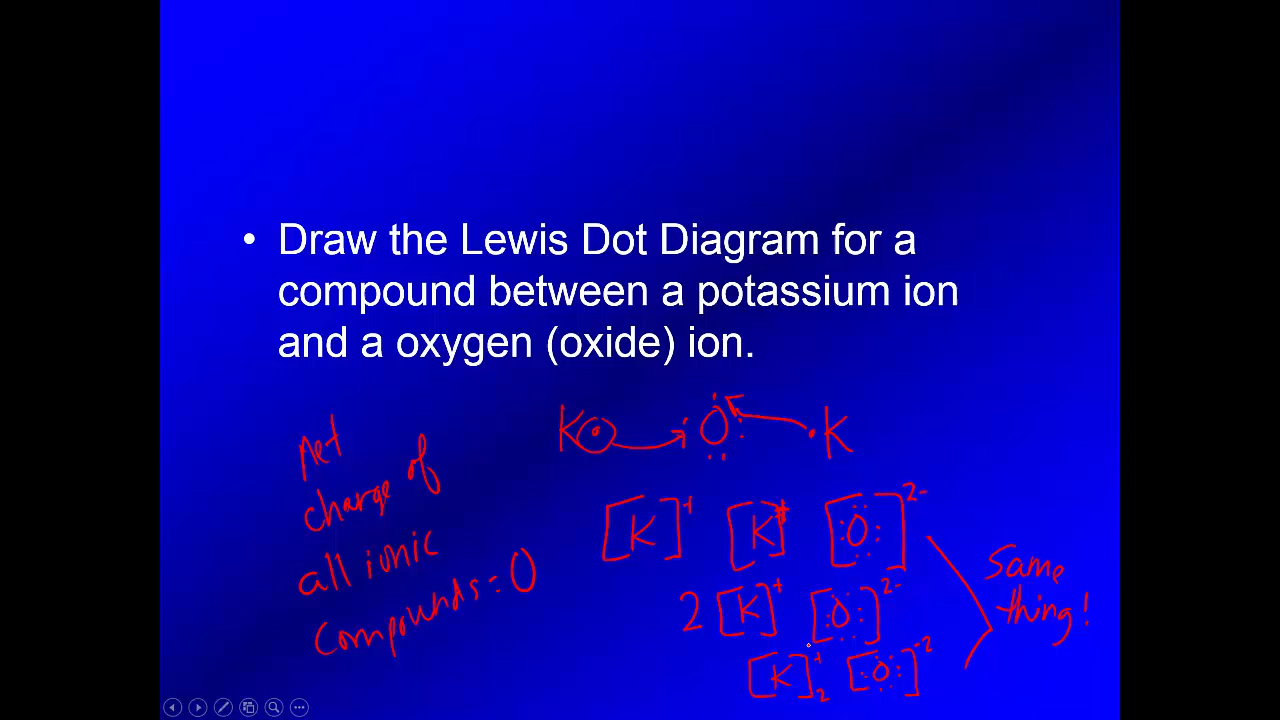 • Draw the Lewis Dot Diagram for a
compound between a potassium ion
and a oxygen (oxide) ion.
net
charge of
all ionic
compounds = 0
K O K
[K]+ [K]+ [O]2-
2 [K]+ [O]2-
[K]+2 [O]-2
Same
thing!